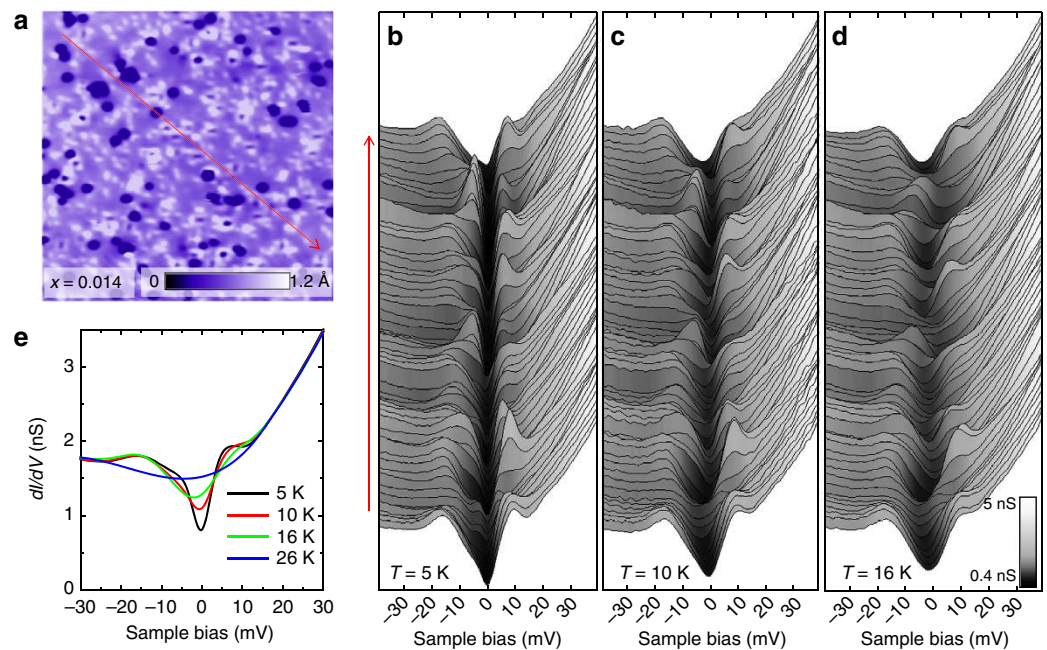 a
x = 0.014
0
1.2 Å
b
T = 5 K
−30 −20 −10 0 10 20 30
Sample bias (mV)
c
T = 10 K
−30 −20 −10 0 10 20 30
Sample bias (mV)
d
5 nS
0.4 nS
T = 16 K
−30 −20 −10 0 10 20 30
Sample bias (mV)
e
dI/dV (nS)
3
2
1
0
5 K
10 K
16 K
26 K
−30 −20 −10 0 10 20 30
Sample bias (mV)